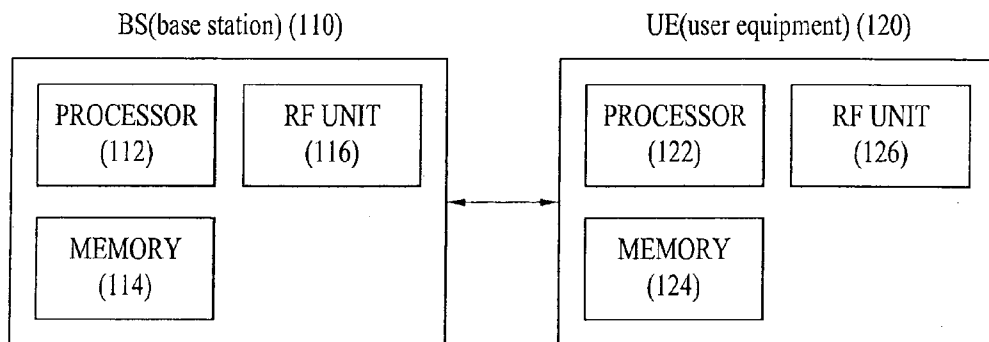 BS(base station) (110)
PROCESSOR
(112)
RF UNIT
(116)
MEMORY
(114)
UE(user equipment) (120)
PROCESSOR
(122)
RF UNIT
(126)
MEMORY
(124)